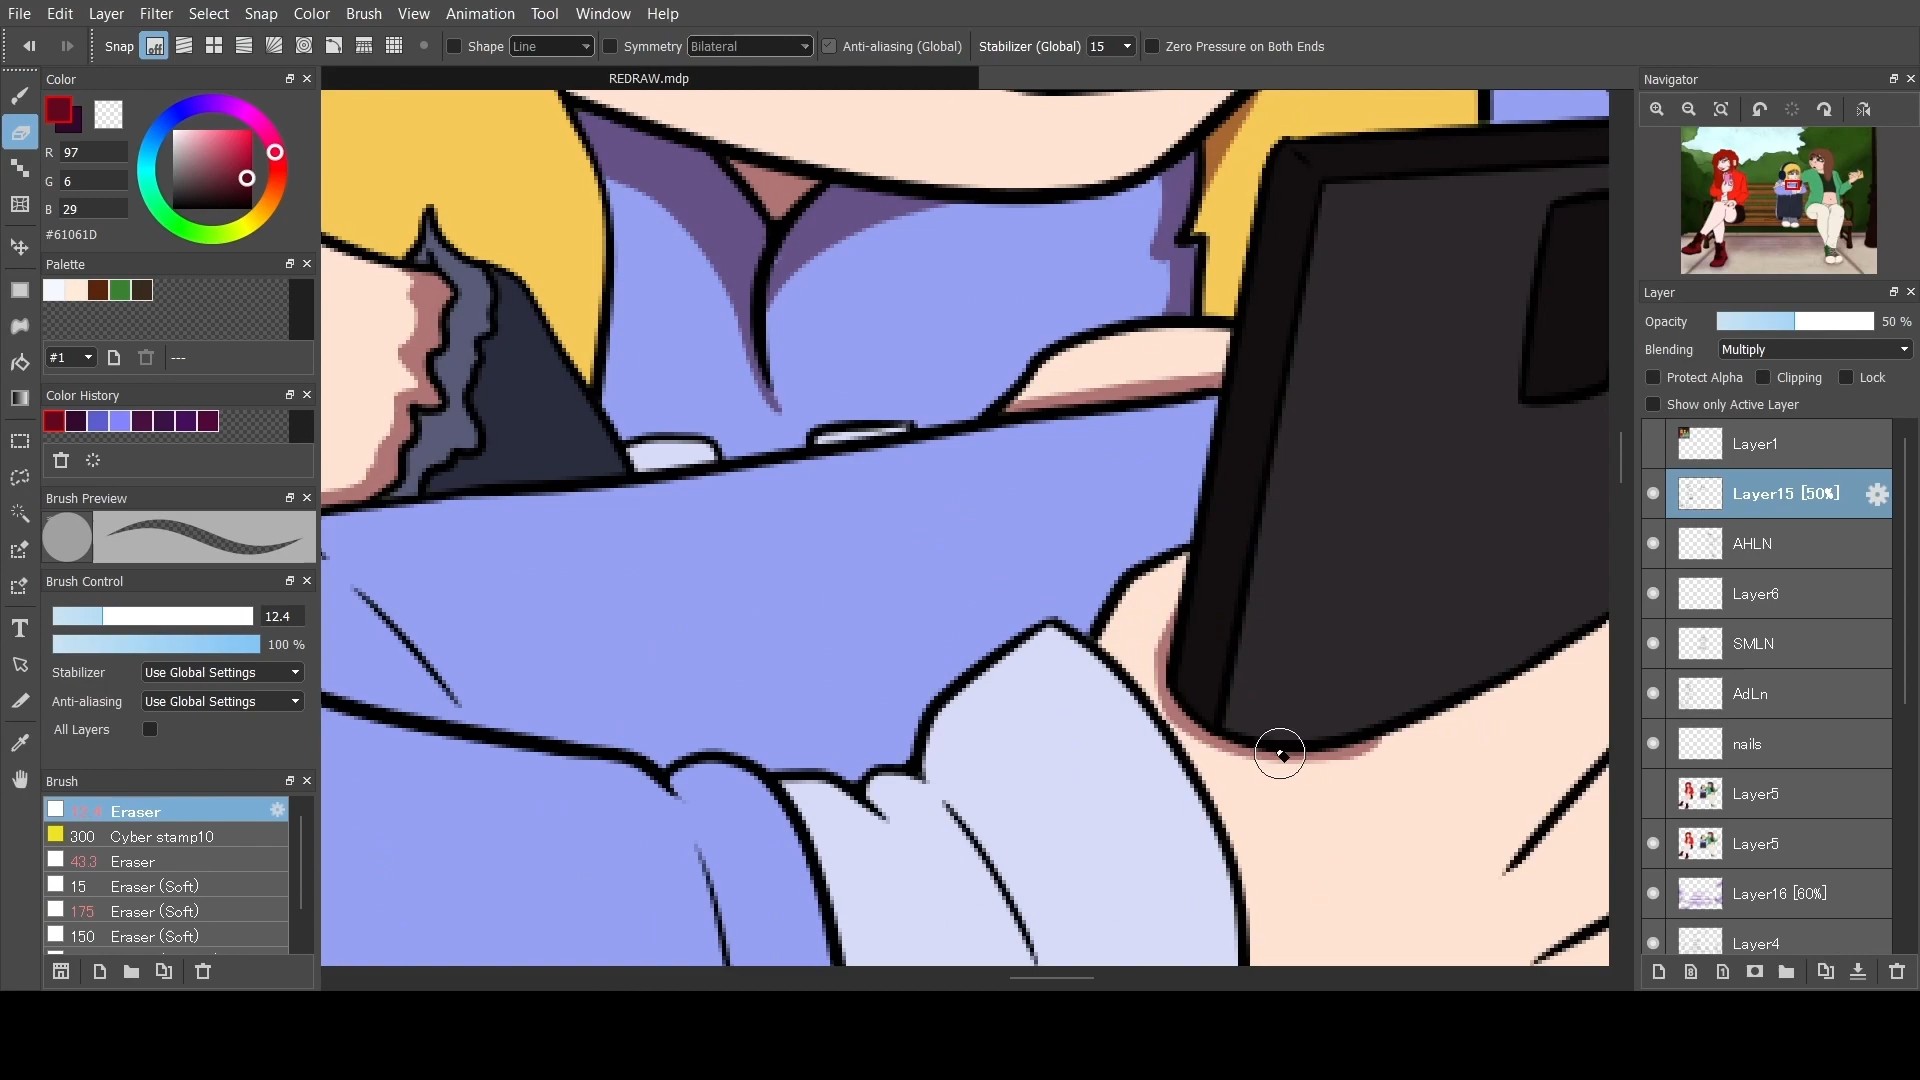 File Edit Layer Filter Select Snap Color Brush View Animation Tool Window Help
Snap off Shape Line Symmetry Bilateral Anti-aliasing (Global) Stabilizer (Global) 15 Zero Pressure on Both Ends
Color
REDRAW.mdp
R 97
G 6
B 29
#61061D
Palette
#1 ---
Color History
Brush Preview
Brush Control
12.4
100 %
Stabilizer Use Global Settings
Anti-aliasing Use Global Settings
All Layers
Brush
Eraser
300 Cyber stamp10
43.3 Eraser
15 Eraser (Soft)
175 Eraser (Soft)
150 Eraser (Soft)
Navigator
Layer
Opacity 50 %
Blending Multiply
Protect Alpha Clipping Lock
Show only Active Layer
Layer1
Layer15 [50%]
AHLN
Layer6
SMLN
AdLn
nails
Layer5
Layer5
Layer16 [60%]
Layer4